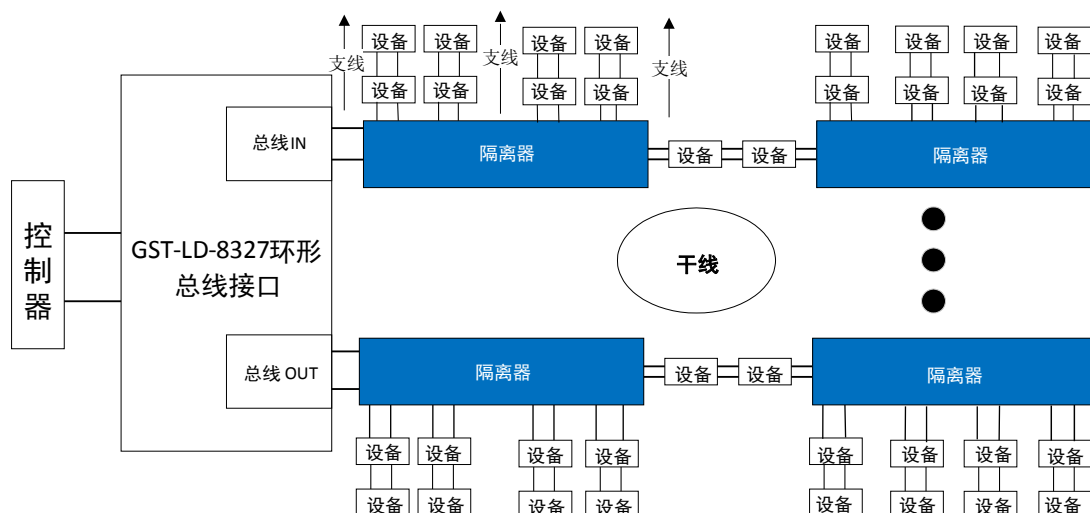 设备 设备 设备 设备 设备 设备 设备 设备
支线 支线 支线
设备 设备 设备 设备 设备 设备 设备 设备
总线IN
隔离器 设备 设备 隔离器
控制器
GST-LD-8327环形
总线接口
干线
总线OUT
隔离器 设备 设备 隔离器
设备 设备 设备 设备 设备 设备 设备 设备
设备 设备 设备 设备 设备 设备 设备 设备